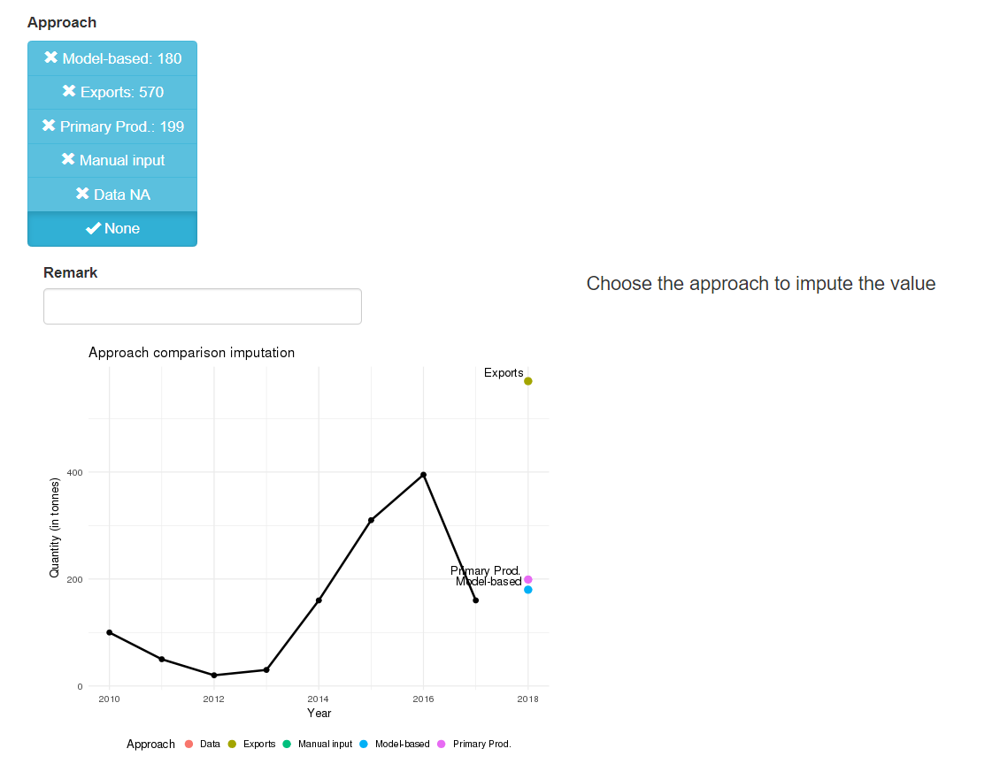 Approach
Model-based: 180
Exports: 570
Primary Prod.: 199
Manual input
Data NA
None
Remark
Choose the approach to impute the value
Approach comparison imputation
Exports
400
Quantity (in tonnes)
Primary Prod.
Model-based
200
0
2010 2012 2014 2016 2018
Year
Approach Data Exports Manual input Model-based Primary Prod.